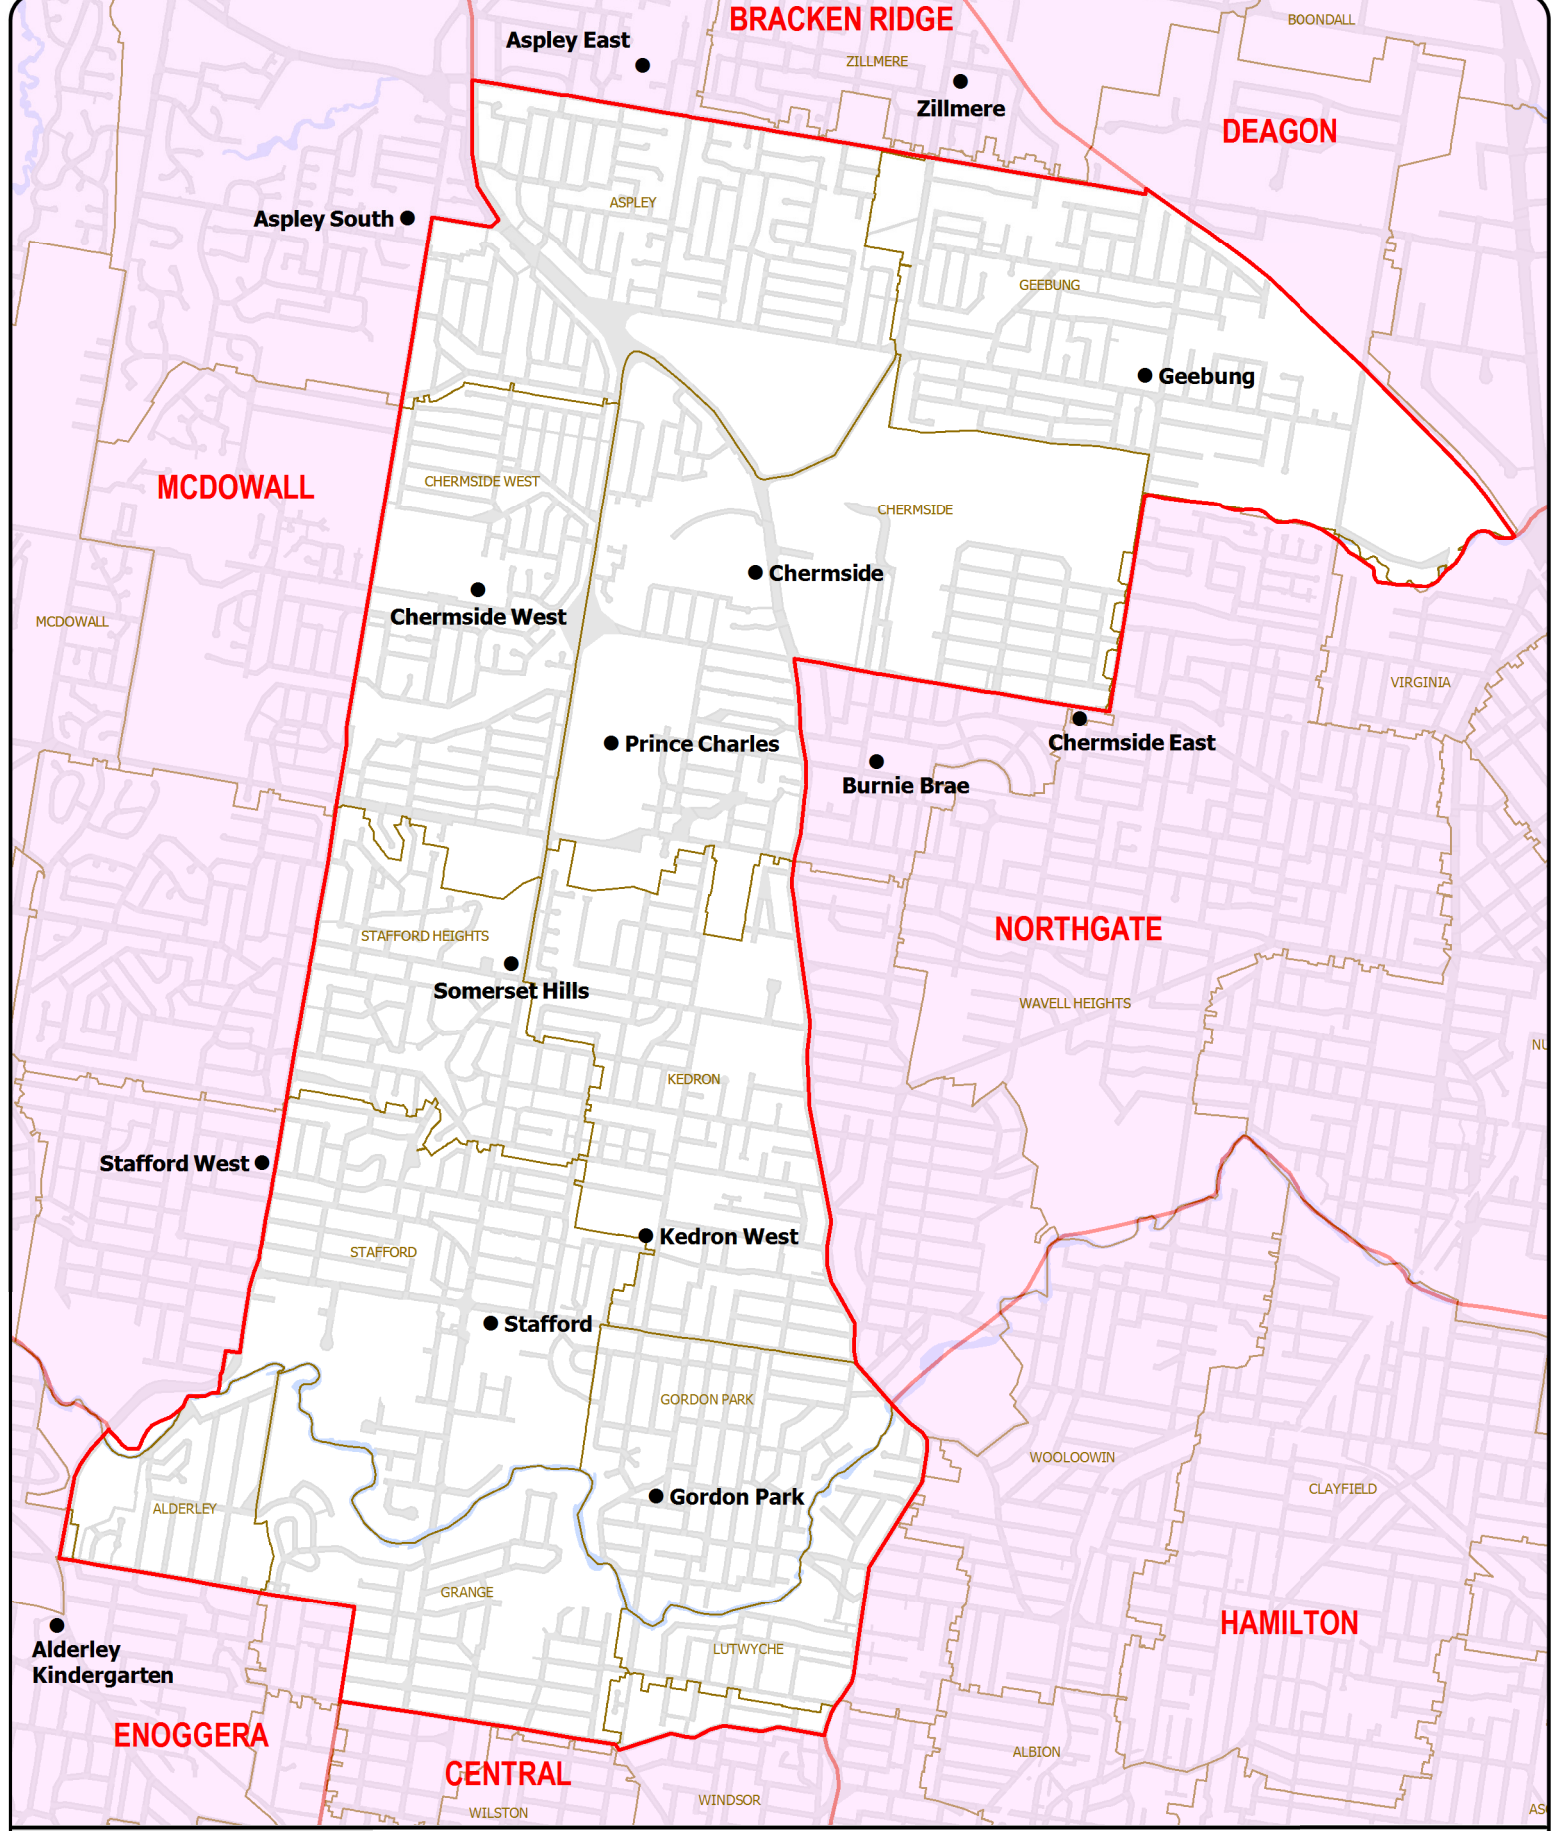 BRACKEN RIDGE
BOONDALL
Aspley East
ZILLMERE
Zillmere
DEAGON
ASPLEY
Aspley South
GEEBUNG
Geebung
MCDOWALL
CHERMSIDE WEST
CHERMSIDE
Chermside
Chermside West
MCDOWALL
VIRGINIA
Prince Charles
Chermside East
Burnie Brae
NORTHGATE
STAFFORD HEIGHTS
Somerset Hills
WAVELL HEIGHTS
NU
KEDRON
Stafford West
Kedron West
STAFFORD
Stafford
GORDON PARK
WOOLOOWIN
CLAYFIELD
Gordon Park
ALDERLEY
GRANGE
HAMILTON
LUTWYCHE
Alderley
Kindergarten
ENOGGERA
ALBION
CENTRAL
WINDSOR
WILSTON
AS